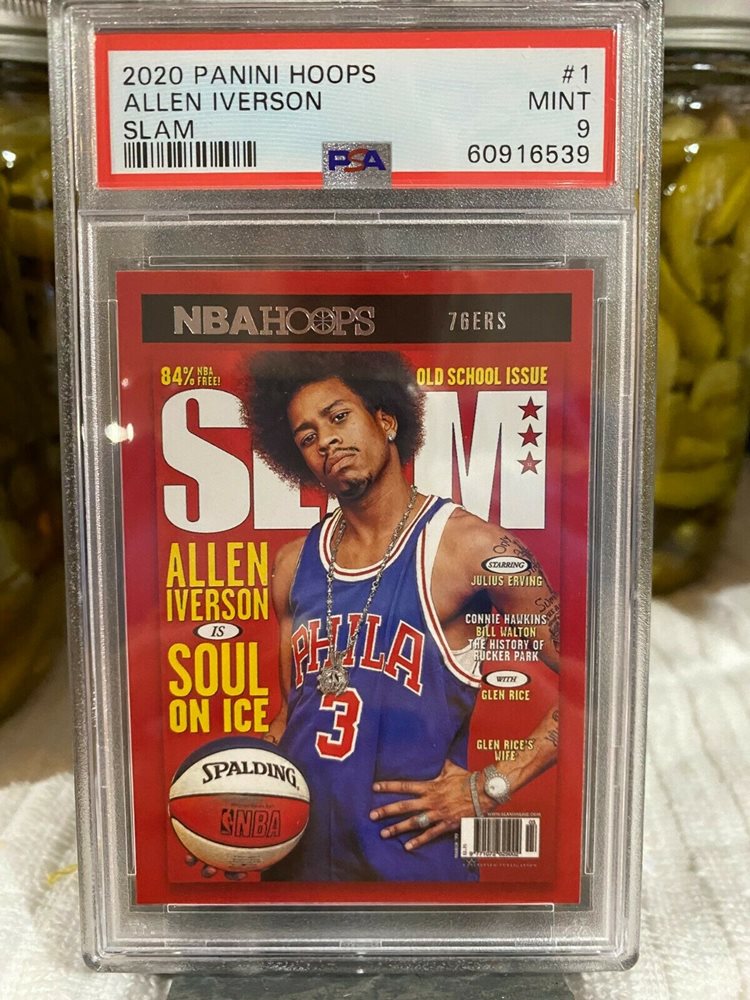 2020 PANINI HOOPS #1
ALLEN IVERSON MINT
SLAM 9
PSA 60916539
NBAHOOPS 76ERS
84% NBA FREE! OLD SCHOOL ISSUE
SLAM
ALLEN
IVERSON
IS
SOUL
ON ICE
STARRING
JULIUS ERVING
CONNIE HAWKINS
BILL WALTON
THE HISTORY OF
RUCKER PARK
WITH
GLEN RICE
GLEN RICE'S
WIFE
PHILA
3
SPALDING
NBA